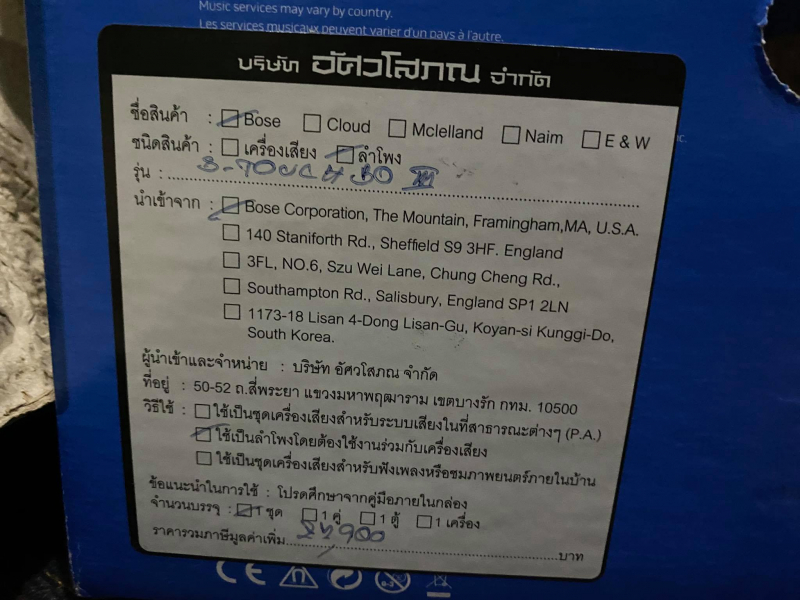 Music services may vary by country.
Les services musicaux peuvent varier d'un pays à l'autre.
บริษัท อัศวโสภณ จำกัด
ชื่อสินค้า : ☑ Bose ☐ Cloud ☐ Mclelland ☐ Naim ☐ E & W
ชนิดสินค้า : ☐ เครื่องเสียง ☑ ลำโพง
รุ่น : S-TOUCH 30 III
นำเข้าจาก : ☑ Bose Corporation, The Mountain, Framingham,MA, U.S.A.
☐ 140 Staniforth Rd., Sheffield S9 3HF. England
☐ 3FL, NO.6, Szu Wei Lane, Chung Cheng Rd.,
☐ Southampton Rd., Salisbury, England SP1 2LN
☐ 1173-18 Lisan 4-Dong Lisan-Gu, Koyan-si Kunggi-Do,
South Korea.
ผู้นำเข้าและจำหน่าย : บริษัท อัศวโสภณ จำกัด
ที่อยู่ : 50-52 ถ.สี่พระยา แขวงมหาพฤฒาราม เขตบางรัก กทม. 10500
วิธีใช้ : ☐ ใช้เป็นชุดเครื่องเสียงสำหรับระบบเสียงในที่สาธารณะต่างๆ (P.A.)
☑ ใช้เป็นลำโพงโดยต้องใช้งานร่วมกับเครื่องเสียง
☐ ใช้เป็นชุดเครื่องเสียงสำหรับฟังเพลงหรือชมภาพยนตร์ภายในบ้าน
ข้อแนะนำในการใช้ : โปรดศึกษาจากคู่มือภายในกล่อง
จำนวนบรรจุ : ☑ 1 ชุด ☐ 1 คู่ ☐ 1 ตู้ ☐ 1 เครื่อง
ราคารวมภาษีมูลค่าเพิ่ม..............................บาท
CE